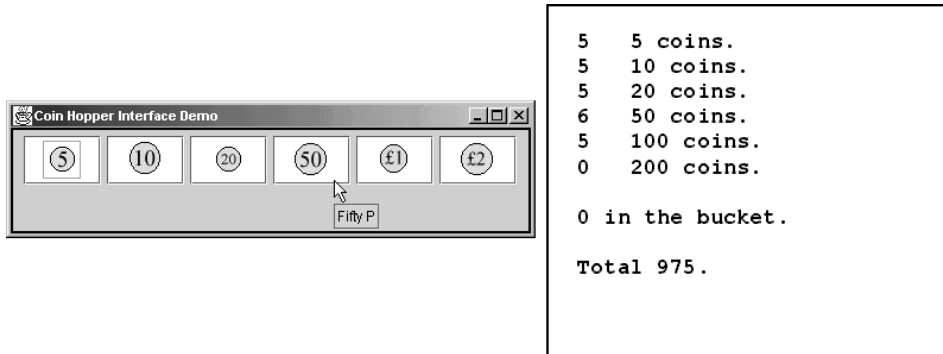 Coin Hopper Interface Demo
5 10 20 50 £1 £2
Fifty P
5 5 coins.
5 10 coins.
5 20 coins.
6 50 coins.
5 100 coins.
0 200 coins.
0 in the bucket.
Total 975.